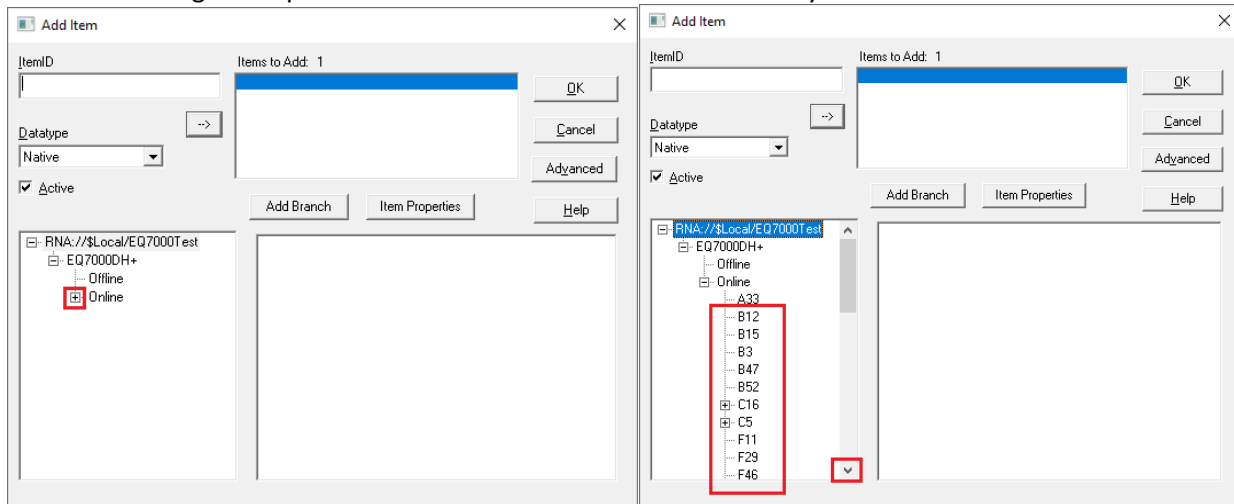 Add Item
ItemID
Items to Add: 1
OK
-->
Datatype
Cancel
Native
Advanced
Active
Add Branch
Item Properties
Help
RNA://$Local/EQ7000Test
EQ7000DH+
Offline
Online
Add Item
ItemID
Items to Add: 1
OK
-->
Datatype
Cancel
Native
Advanced
Active
Add Branch
Item Properties
Help
RNA://$Local/EQ7000Test
EQ7000DH+
Offline
Online
A33
B12
B15
B3
B47
B52
C16
C5
F11
F29
F46